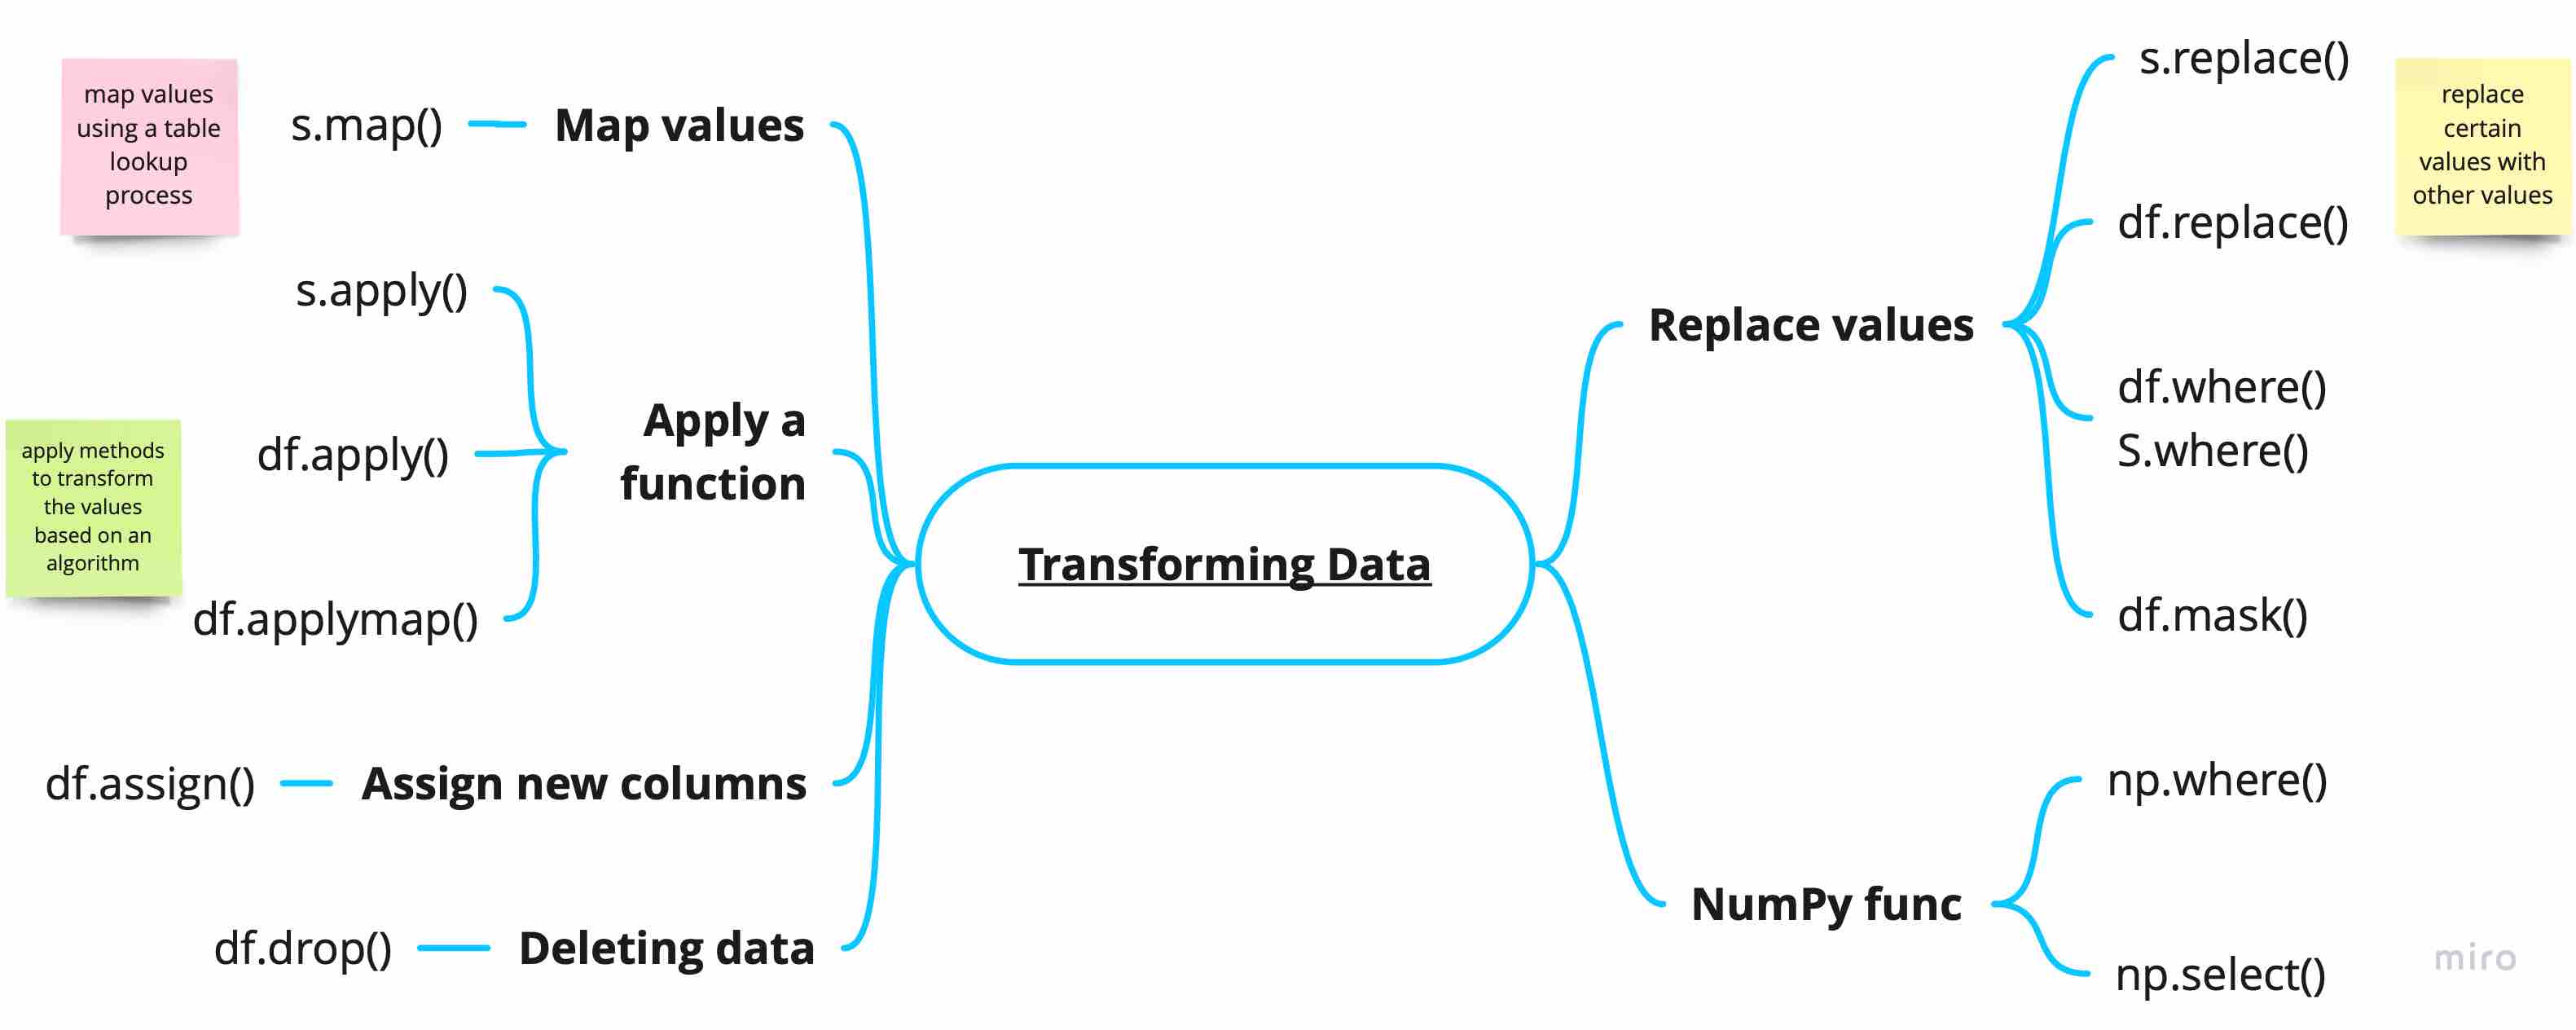 map values
using a table
lookup
process
s.map()
Map values
s.apply()
df.apply()
df.applymap()
Apply a
function
apply methods
to transform
the values
based on an
algorithm
df.assign()
Assign new columns
df.drop()
Deleting data
Transforming Data
Replace values
s.replace()
df.replace()
df.where()
S.where()
df.mask()
replace
certain
values with
other values
NumPy func
np.where()
np.select()
miro